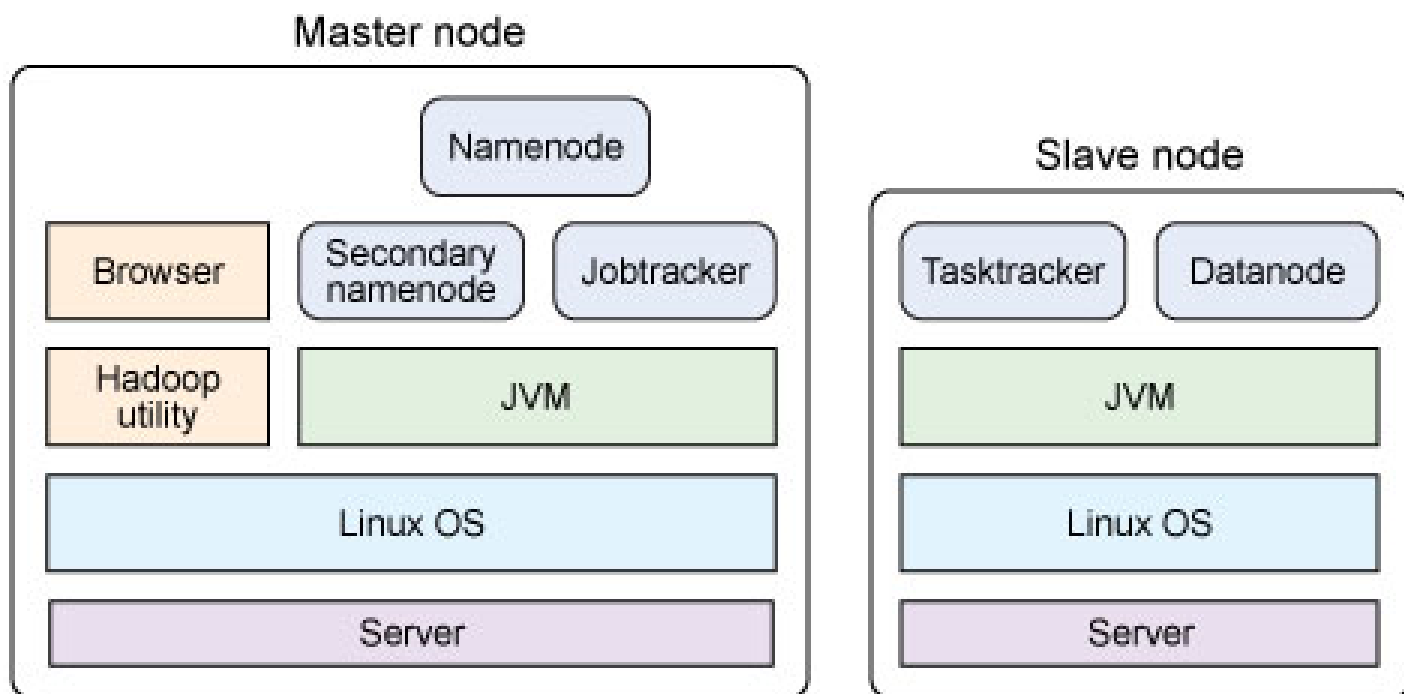 Master node
Namenode
Browser
Secondary
namenode
Jobtracker
Hadoop
utility
JVM
Linux OS
Server
Slave node
Tasktracker
Datanode
JVM
Linux OS
Server